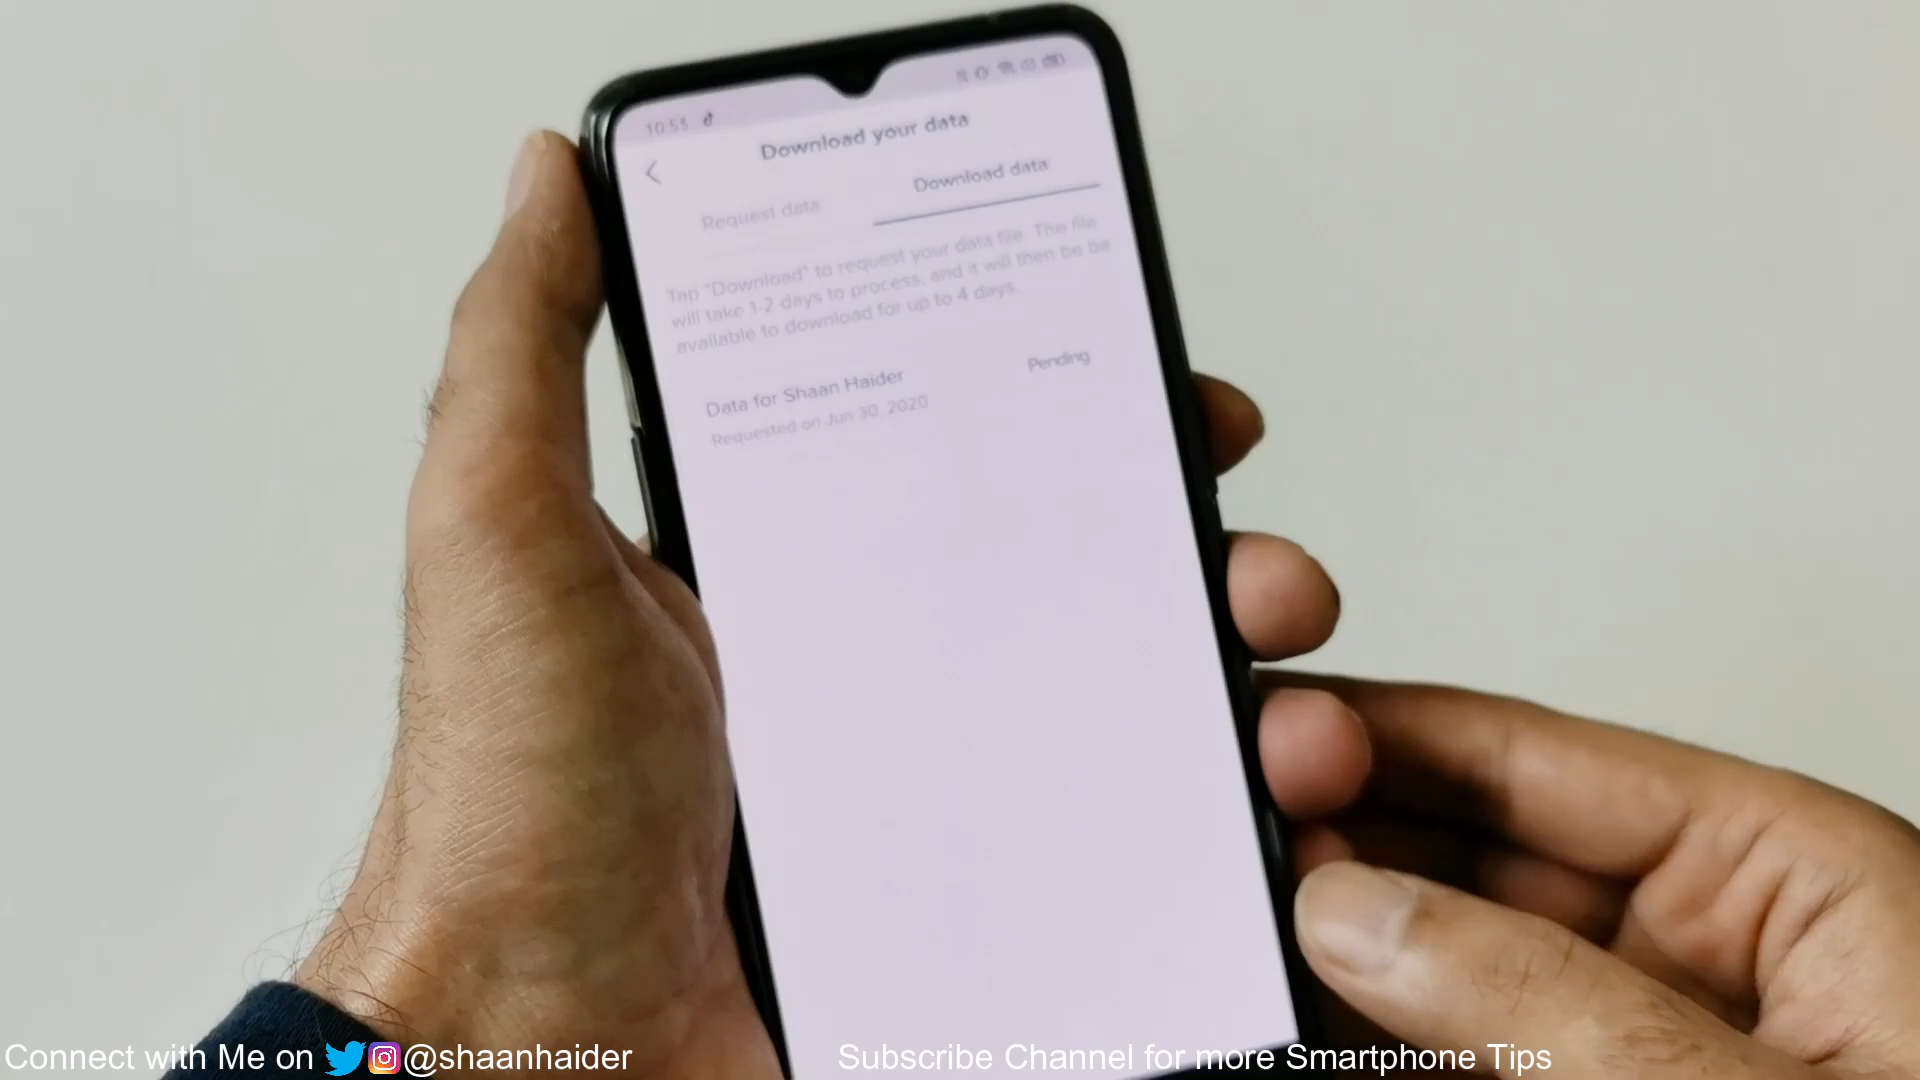 10:53
Download your data
Request data
Download data
Tap "Download" to request your data file. The file
will take 1-2 days to process, and it will then be be
available to download for up to 4 days.
Data for Shaan Haider
Pending
Requested on Jun 30, 2020
Connect with Me on @shaanhaider
Subscribe Channel for more Smartphone Tips